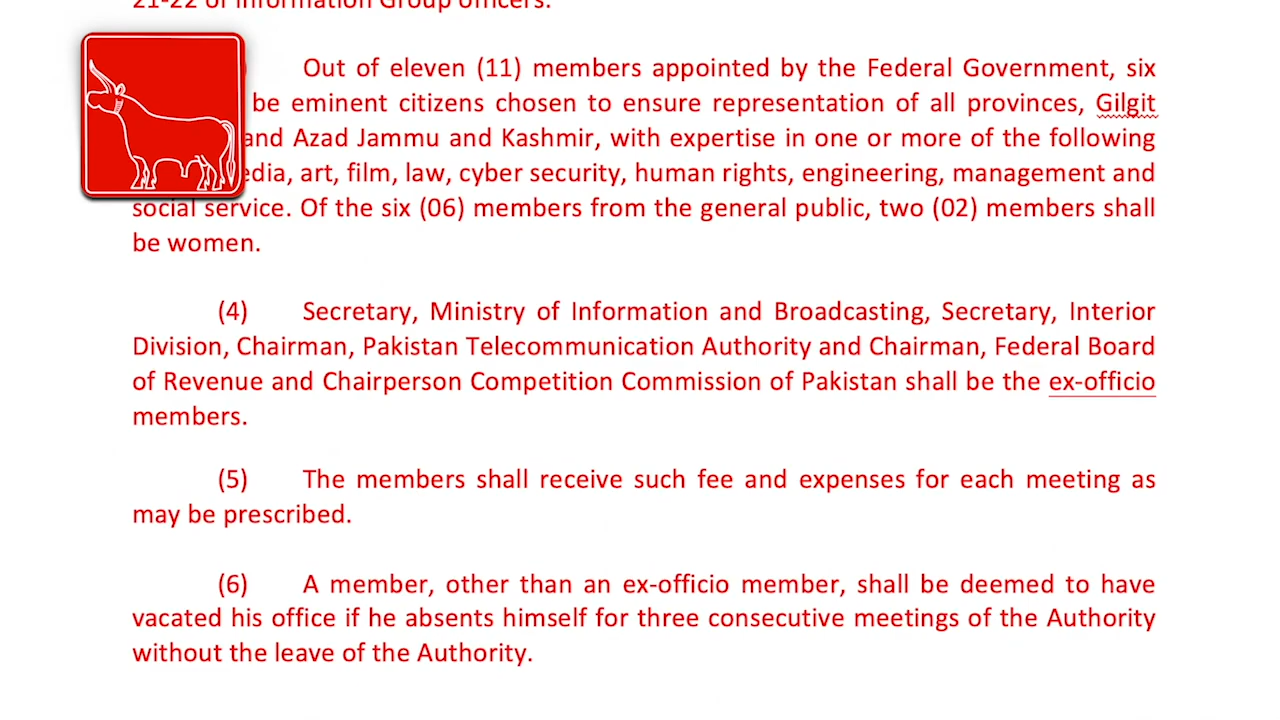 21-22 of Information Group officers.
Out of eleven (11) members appointed by the Federal Government, six
be eminent citizens chosen to ensure representation of all provinces, Gilgit
and Azad Jammu and Kashmir, with expertise in one or more of the following
edia, art, film, law, cyber security, human rights, engineering, management and
social service. Of the six (06) members from the general public, two (02) members shall
be women.
(4) Secretary, Ministry of Information and Broadcasting, Secretary, Interior
Division, Chairman, Pakistan Telecommunication Authority and Chairman, Federal Board
of Revenue and Chairperson Competition Commission of Pakistan shall be the ex-officio
members.
(5) The members shall receive such fee and expenses for each meeting as
may be prescribed.
(6) A member, other than an ex-officio member, shall be deemed to have
vacated his office if he absents himself for three consecutive meetings of the Authority
without the leave of the Authority.